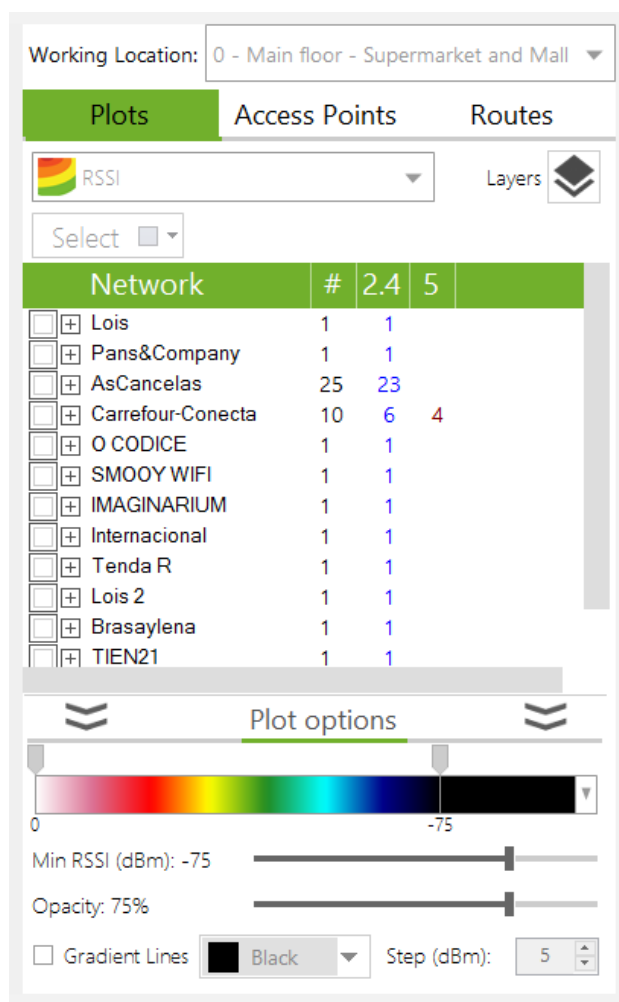 Working Location: 0 - Main floor - Supermarket and Mall
Plots Access Points Routes
RSSI Layers
Select
Network # 2.4 5
Lois 1 1
Pans&Company 1 1
AsCancelas 25 23
Carrefour-Conecta 10 6 4
O CODICE 1 1
SMOOY WIFI 1 1
IMAGINARIUM 1 1
Internacional 1 1
Tenda R 1 1
Lois 2 1 1
Brasaylena 1 1
TIEN21 1 1
Plot options
0 -75
Min RSSI (dBm): -75
Opacity: 75%
Gradient Lines Black Step (dBm): 5